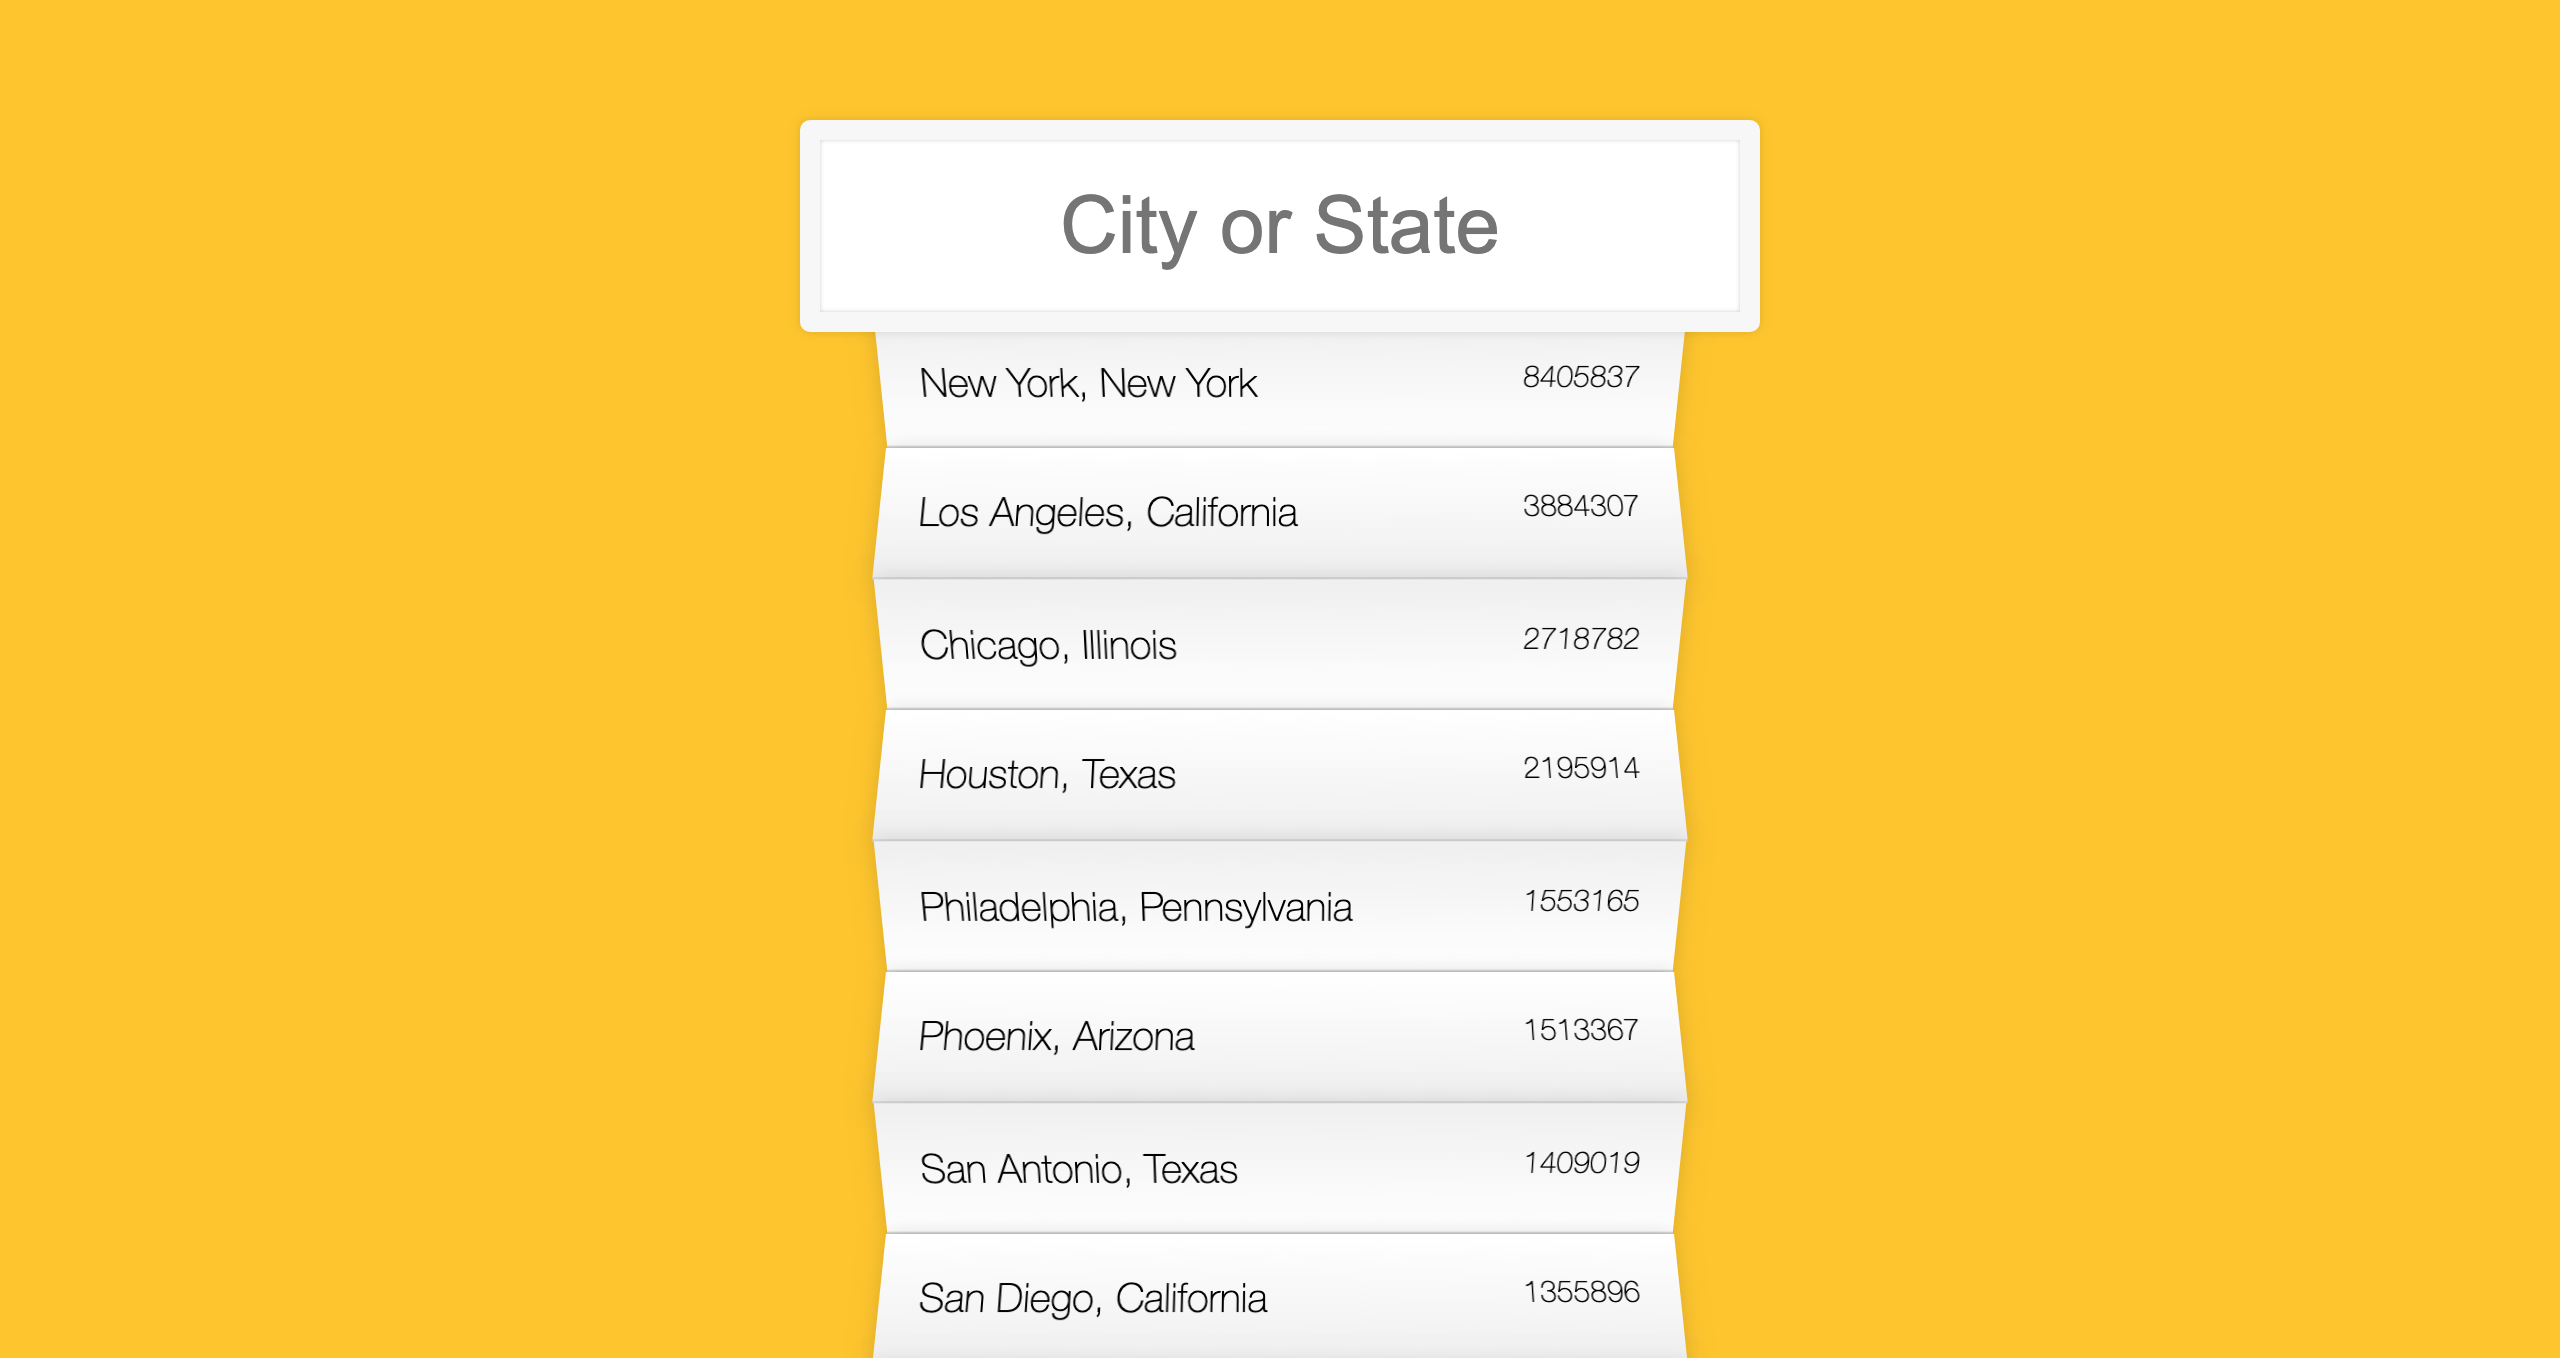 City or State
New York, New York 8405837
Los Angeles, California 3884307
Chicago, Illinois 2718782
Houston, Texas 2195914
Philadelphia, Pennsylvania 1553165
Phoenix, Arizona 1513367
San Antonio, Texas 1409019
San Diego, California 1355896